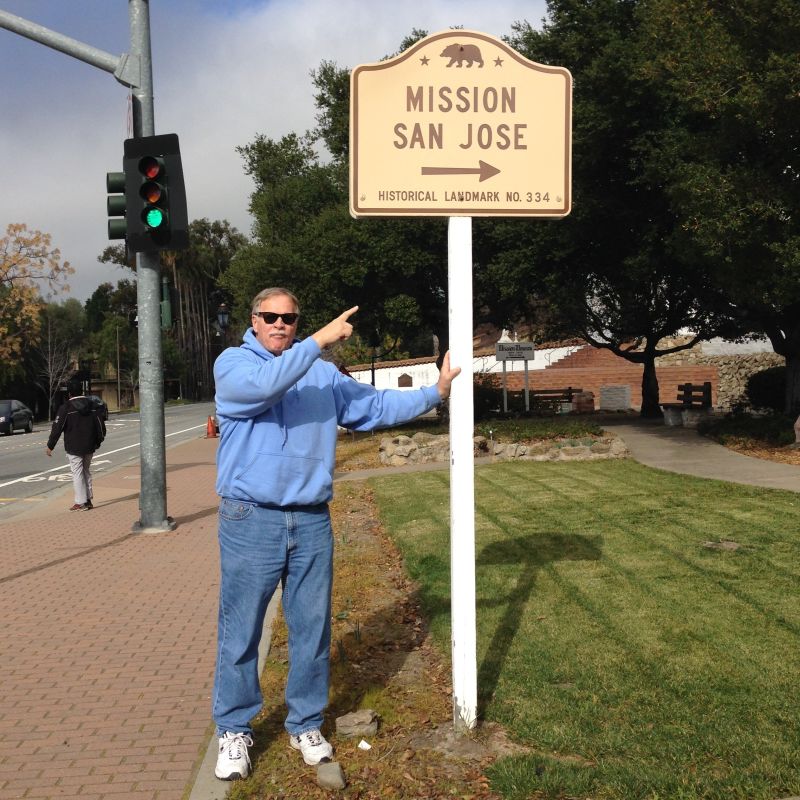 MISSION
SAN JOSE
HISTORICAL LANDMARK NO. 334